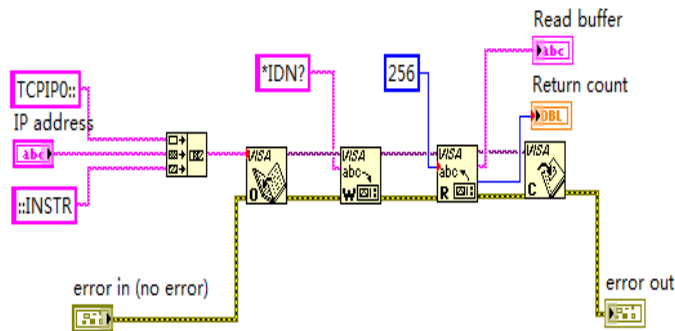 Read buffer
abc
*IDN?
256
TCPIP0::
Return count
DBL
IP address
abc
VISA
O
VISA
abc
W
VISA
abc
R
VISA
C
::INSTR
error in (no error)
error out